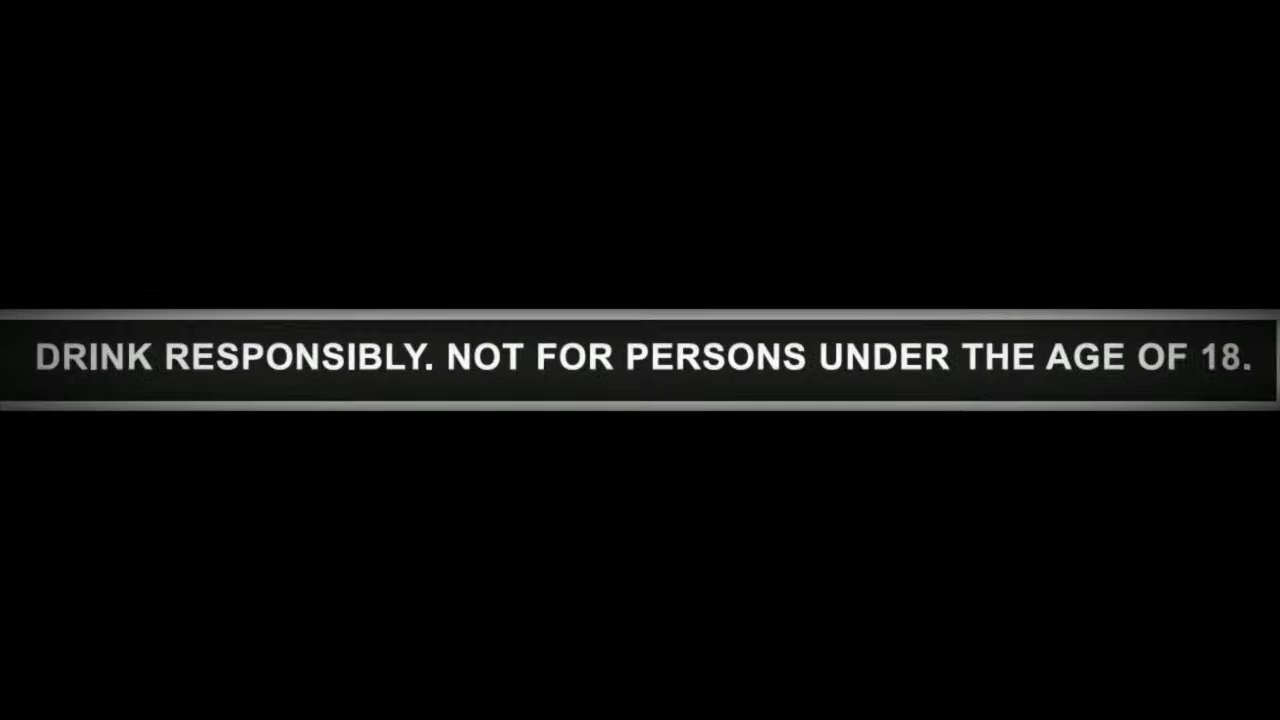 DRINK RESPONSIBLY. NOT FOR PERSONS UNDER THE AGE OF 18.